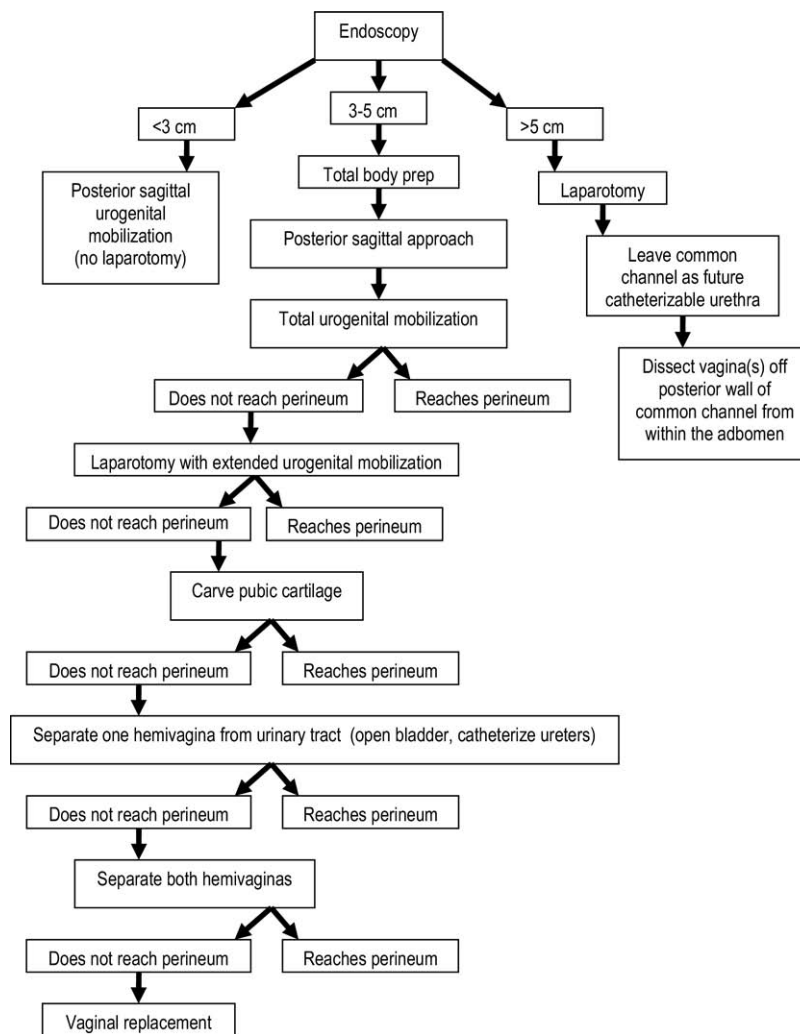 Endoscopy
<3 cm
3-5 cm
>5 cm
Total body prep
Laparotomy
Posterior sagittal
urogenital
mobilization
(no laparotomy)
Posterior sagittal approach
Leave common
channel as future
catheterizable urethra
Total urogenital mobilization
Dissect vagina(s) off
posterior wall of
common channel from
within the adbomen
Does not reach perineum
Reaches perineum
Laparotomy with extended urogenital mobilization
Does not reach perineum
Reaches perineum
Carve pubic cartilage
Does not reach perineum
Reaches perineum
Separate one hemivagina from urinary tract (open bladder, catheterize ureters)
Does not reach perineum
Reaches perineum
Separate both hemivaginas
Does not reach perineum
Reaches perineum
Vaginal replacement